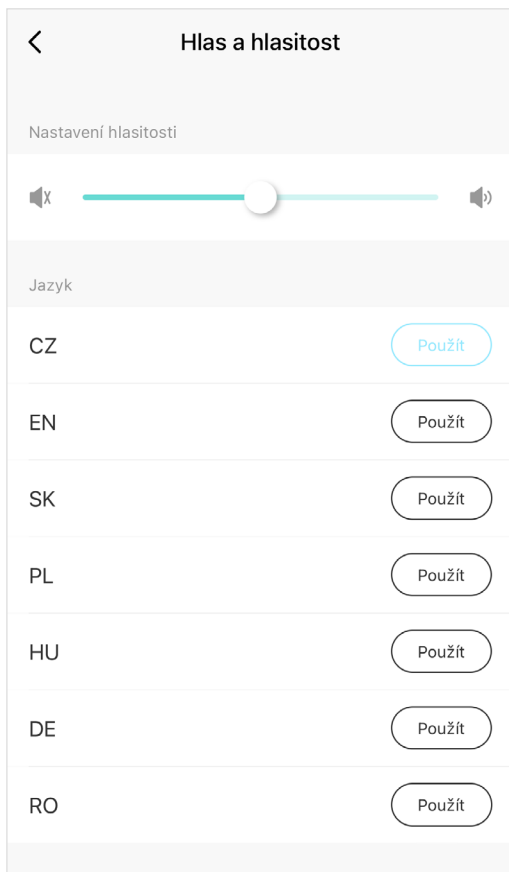 Hlas a hlasitost
Nastavení hlasitosti
Jazyk
CZ Použít
EN Použít
SK Použít
PL Použít
HU Použít
DE Použít
RO Použít